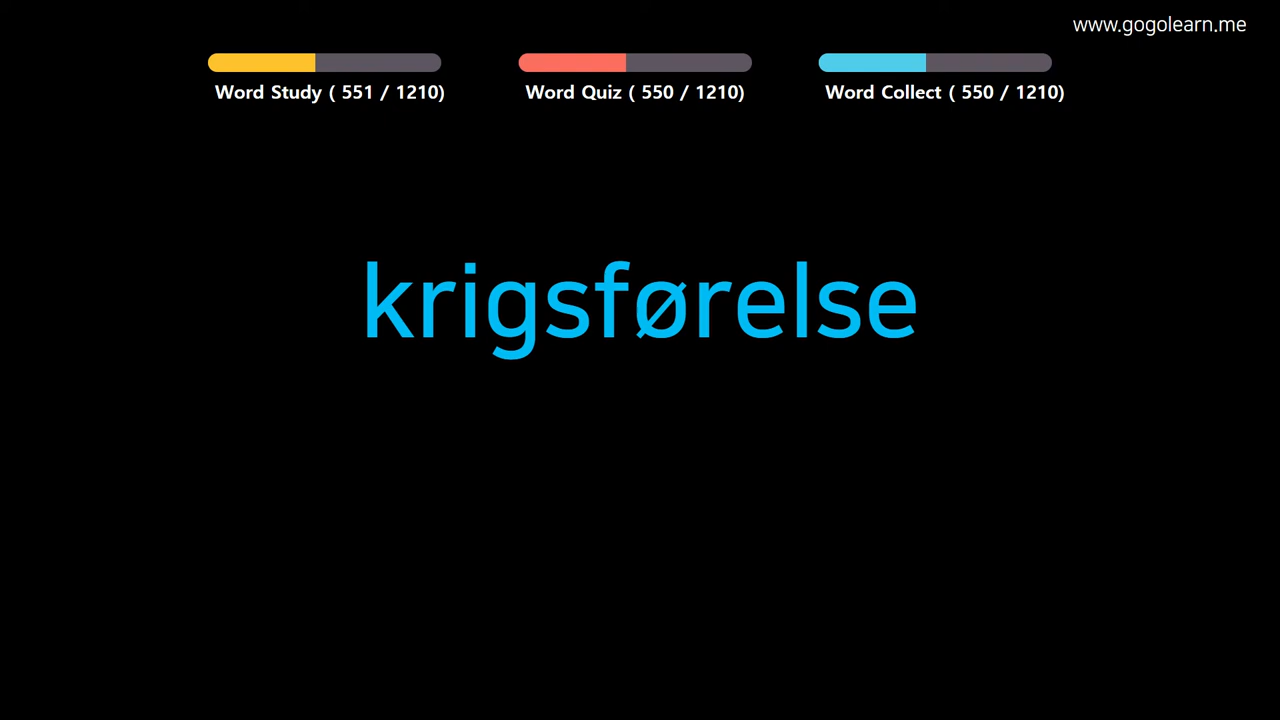 www.gogolearn.me
Word Study ( 551 / 1210)
Word Quiz ( 550 / 1210)
Word Collect ( 550 / 1210)
krigsførelse